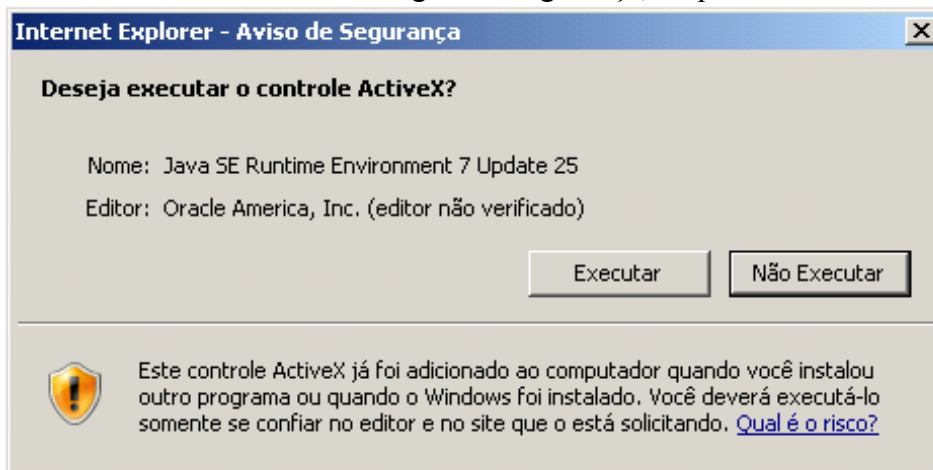 Internet Explorer - Aviso de Segurança
Deseja executar o controle ActiveX?
Nome: Java SE Runtime Environment 7 Update 25
Editor: Oracle America, Inc. (editor não verificado)
Executar Não Executar
Este controle ActiveX já foi adicionado ao computador quando você instalou
outro programa ou quando o Windows foi instalado. Você deverá executá-lo
somente se confiar no editor e no site que o está solicitando. Qual é o risco?